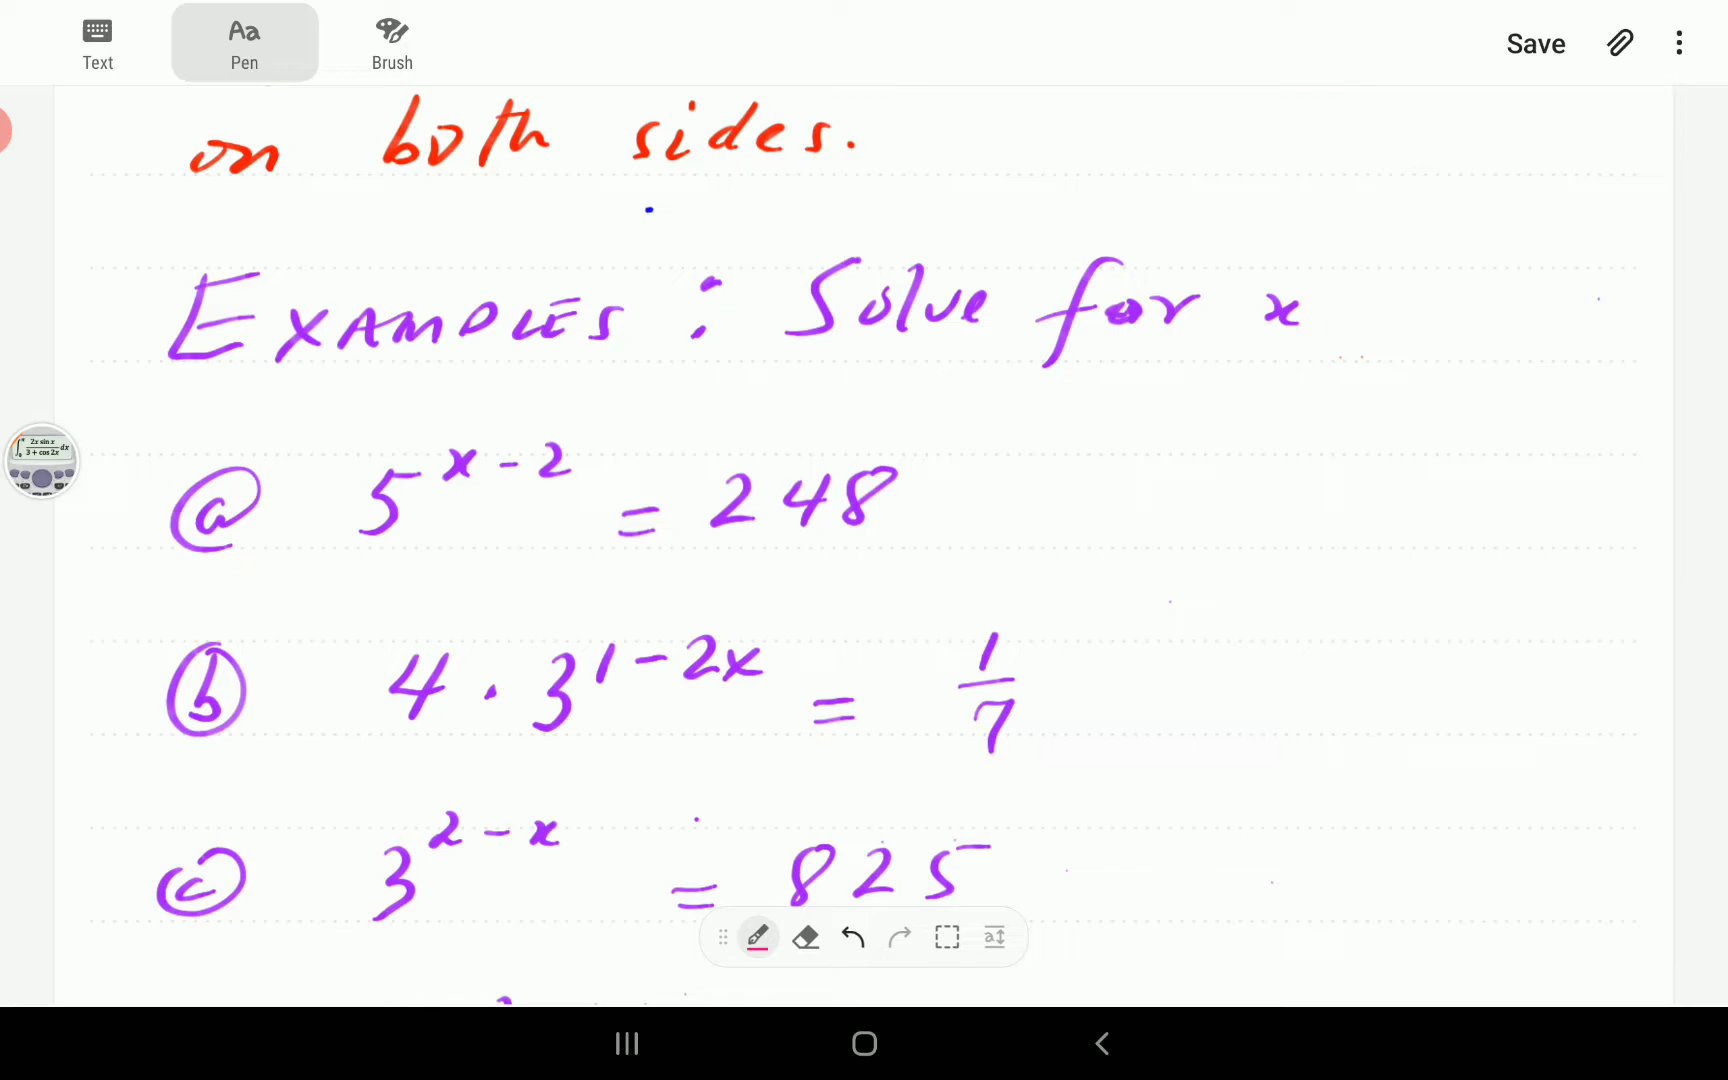 Text
Aa
Pen
Brush
Save
on both sides.
EXAMPLES : Solve for x
ⓐ 5^{x-2} = 248
ⓑ 4 · 3^{1-2x} = 1/7
ⓒ 3^{2-x} = 825